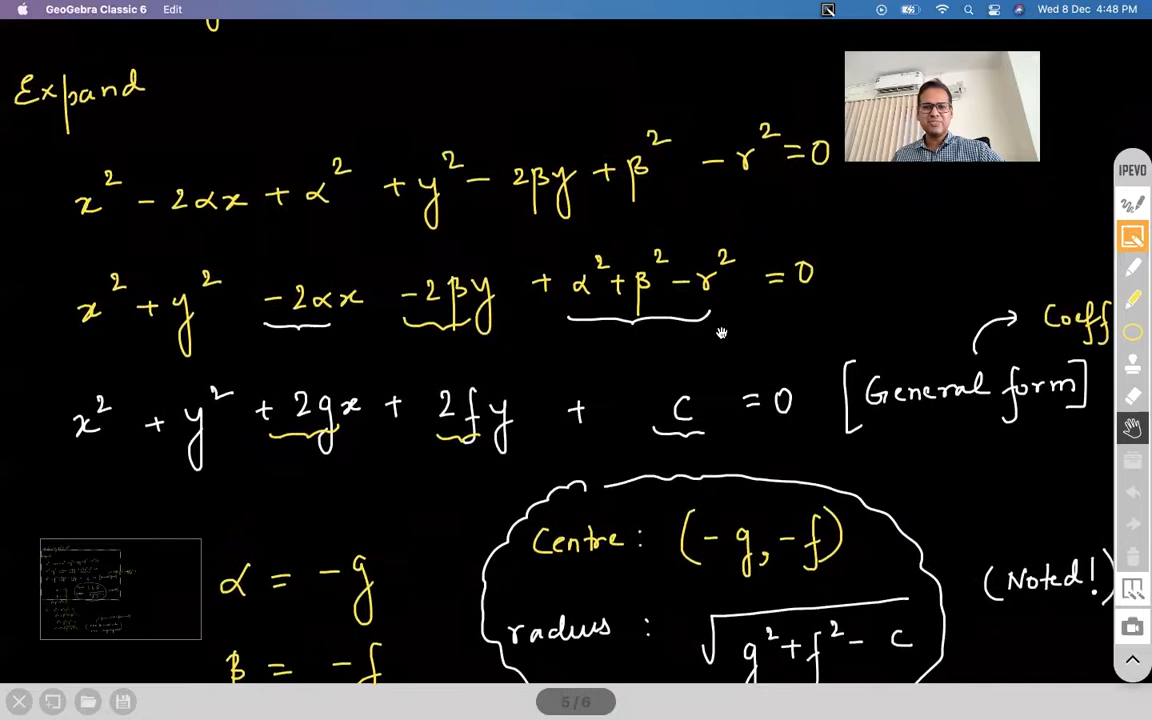 GeoGebra Classic 6 Edit Wed 8 Dec 4:48 PM
Expand
x² - 2αx + α² + y² - 2βy + β² - r² = 0
IPEVO
x² + y² - 2αx - 2βy + α² + β² - r² = 0
Coeff
x² + y² + 2gx + 2fy + c = 0 [General form]
Centre: (-g, -f)
α = -g
(Noted!)
radius : √g² + f² - c
β = -f
5 / 6